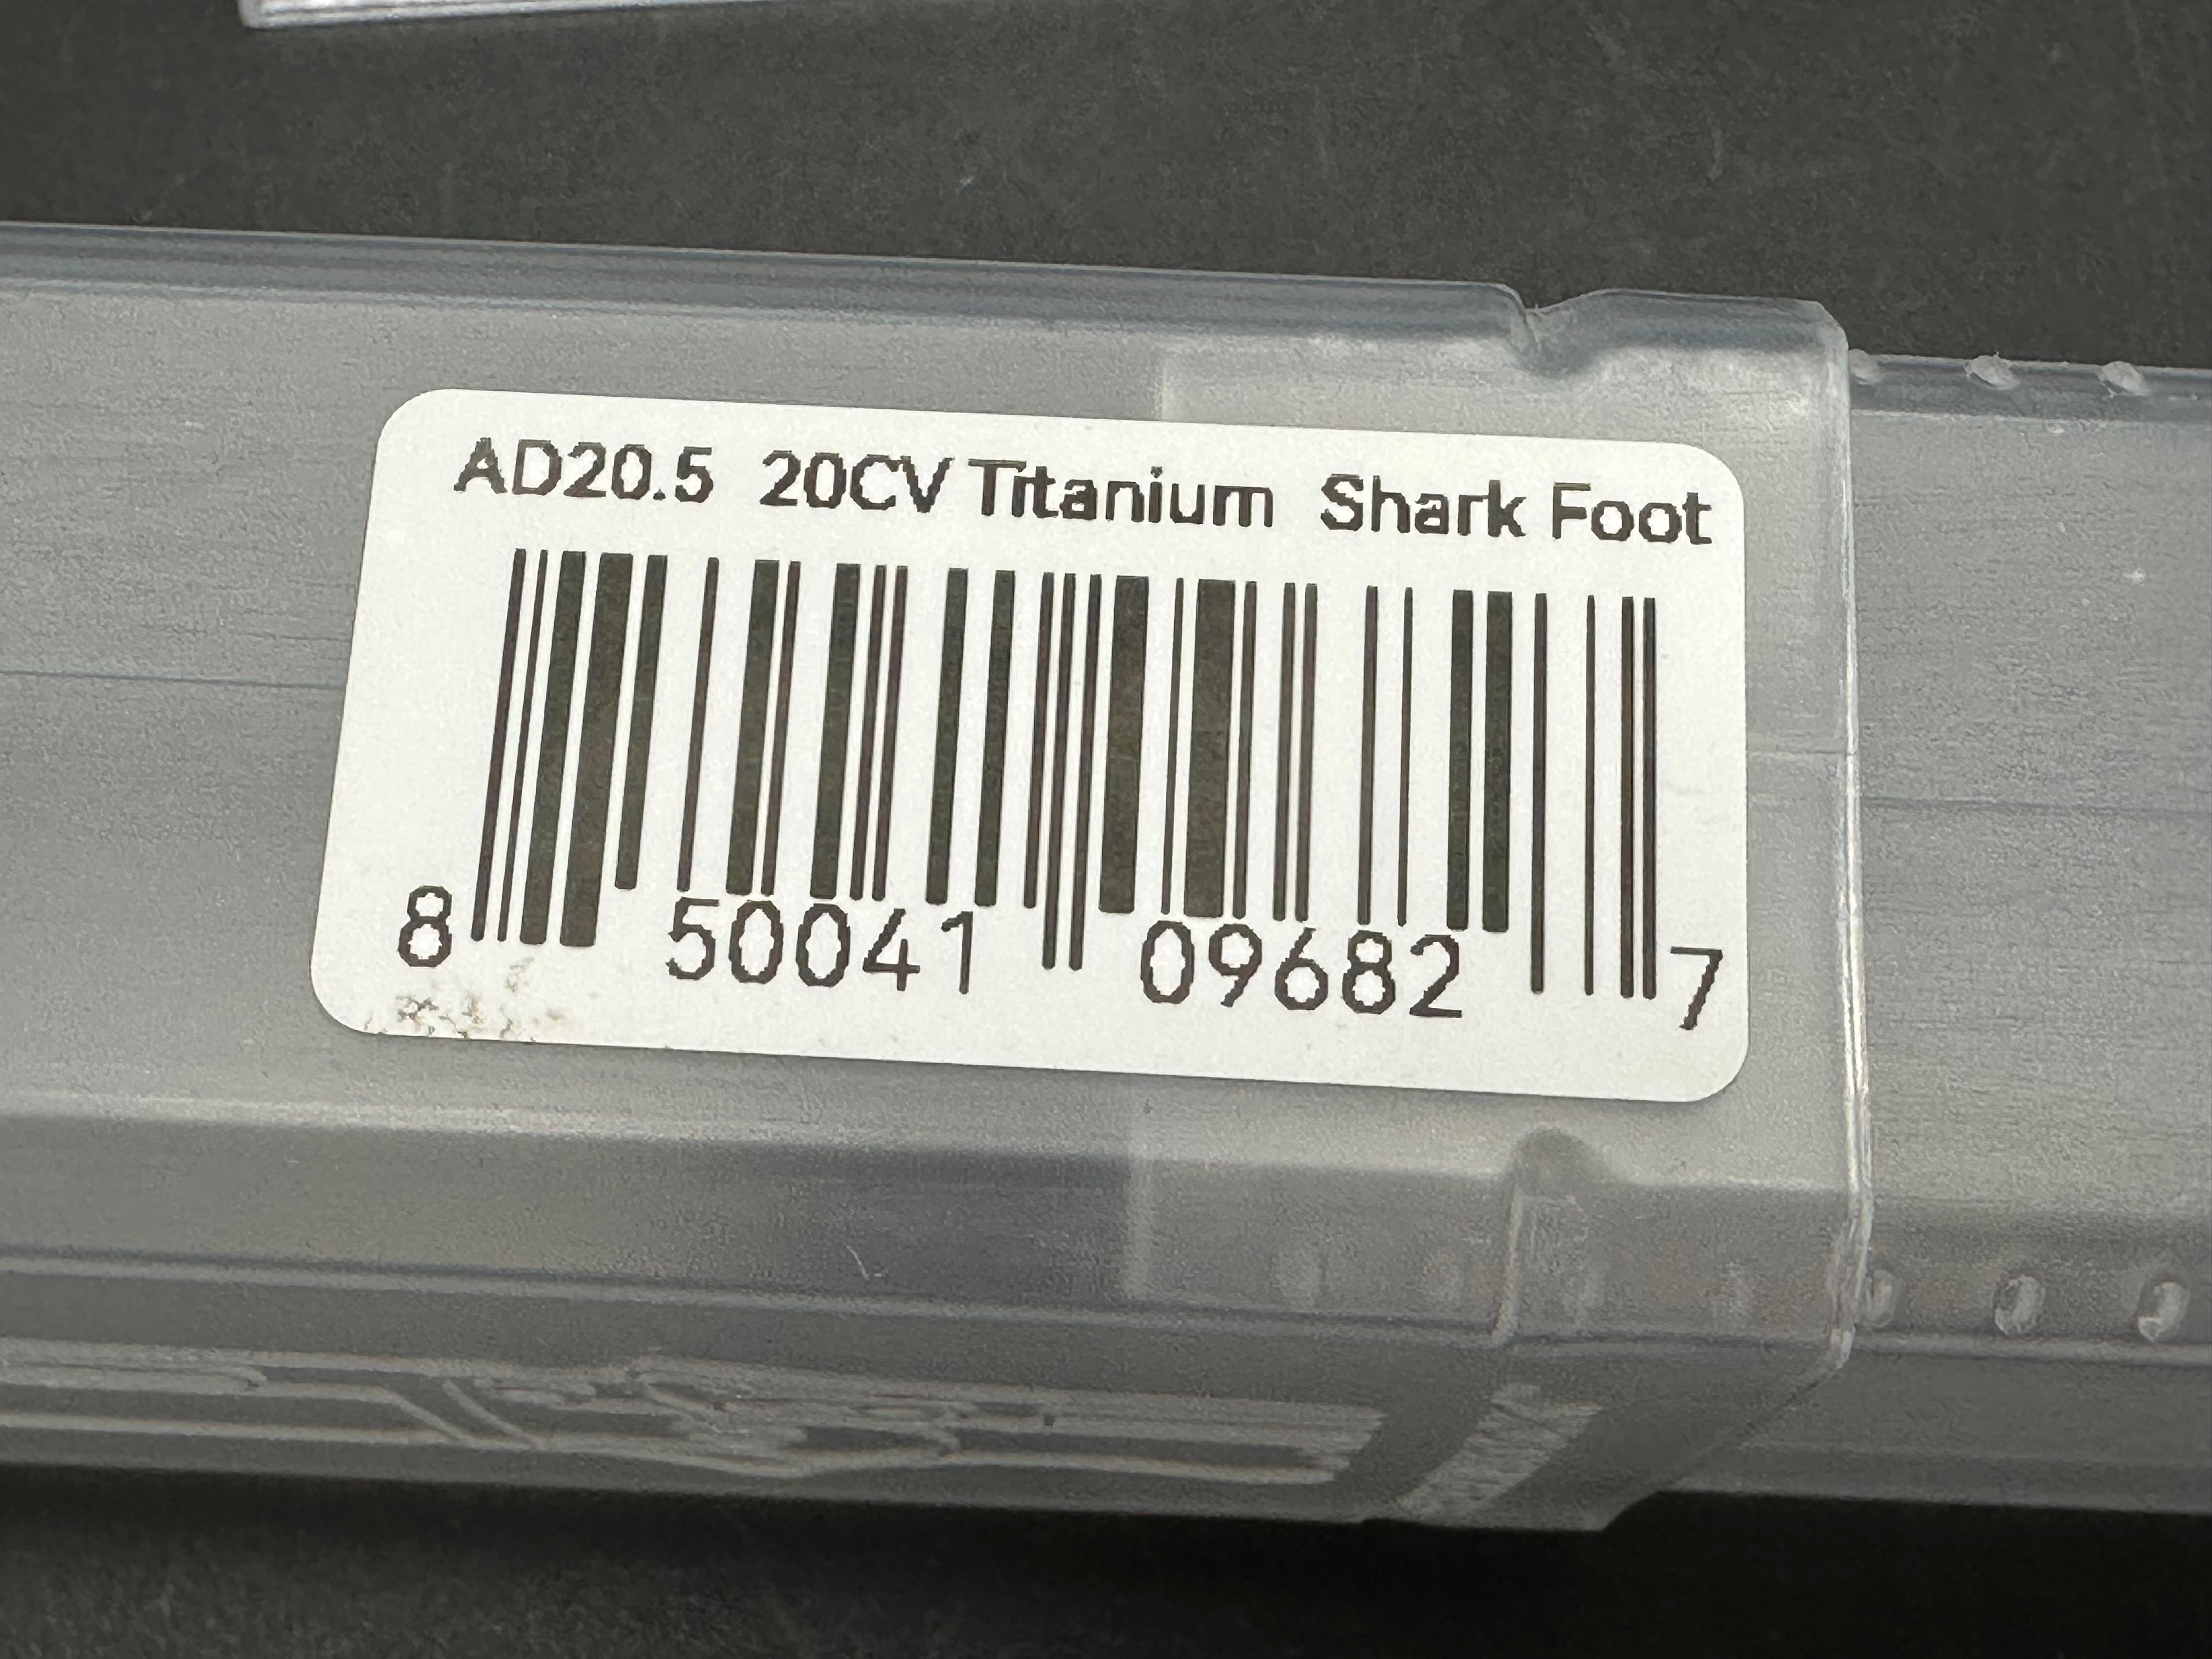 AD20.5 20CV Titanium Shark Foot
8 50041 09682 7